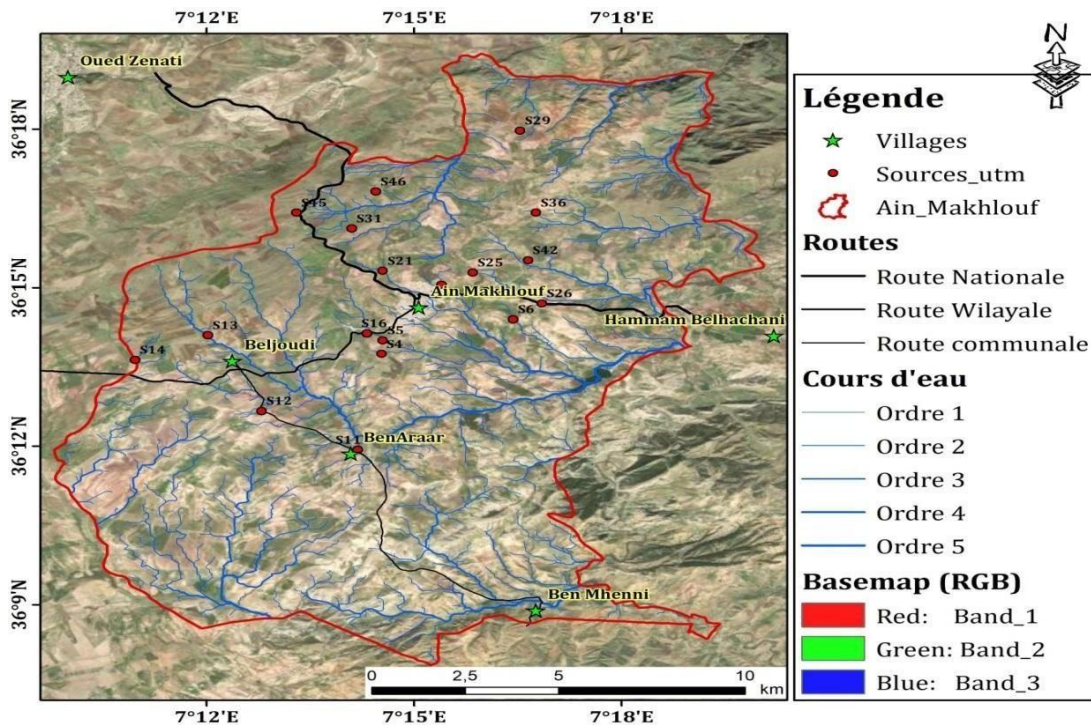 7°12'E 7°15'E 7°18'E
N
Oued Zenati
36°18'N
S29
S46
S45
S36
S31
S42
36°15'N
S21
S25
Ain Makhlouf
S26
S6
Hammam Belhachani
S13
S16
S5
S4
Beljoudi
S14
S12
36°12'N
S11
BenAraar
36°9'N
Ben Mhenni
0 2,5 5 10
km
7°12'E 7°15'E 7°18'E
Légende
Villages
Sources_utm
Ain_Makhlouf
Routes
Route Nationale
Route Wilayale
Route communale
Cours d'eau
Ordre 1
Ordre 2
Ordre 3
Ordre 4
Ordre 5
Basemap (RGB)
Red: Band_1
Green: Band_2
Blue: Band_3